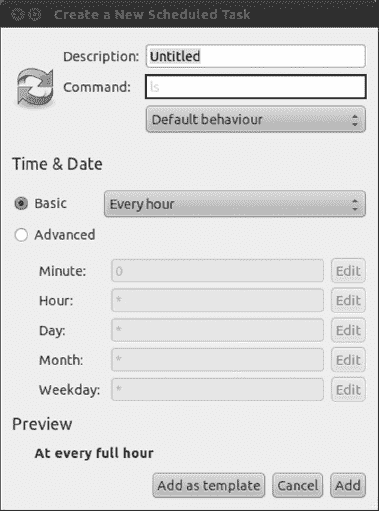 Create a New Scheduled Task
Description: Untitled
Command: ls
Default behaviour
Time & Date
Basic Every hour
Advanced
Minute: 0 Edit
Hour: * Edit
Day: * Edit
Month: * Edit
Weekday: * Edit
Preview
At every full hour
Add as template Cancel Add